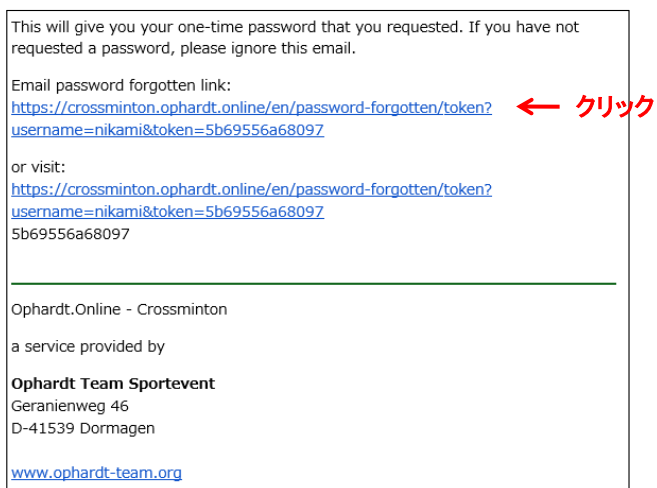 This will give you your one-time password that you requested. If you have not
requested a password, please ignore this email.
Email password forgotten link:
https://crossminton.ophardt.online/en/password-forgotten/token?
username=nikami&token=5b69556a68097
クリック
or visit:
https://crossminton.ophardt.online/en/password-forgotten/token?
username=nikami&token=5b69556a68097
5b69556a68097
Ophardt.Online - Crossminton
a service provided by
Ophardt Team Sportevent
Geranienweg 46
D-41539 Dormagen
www.ophardt-team.org